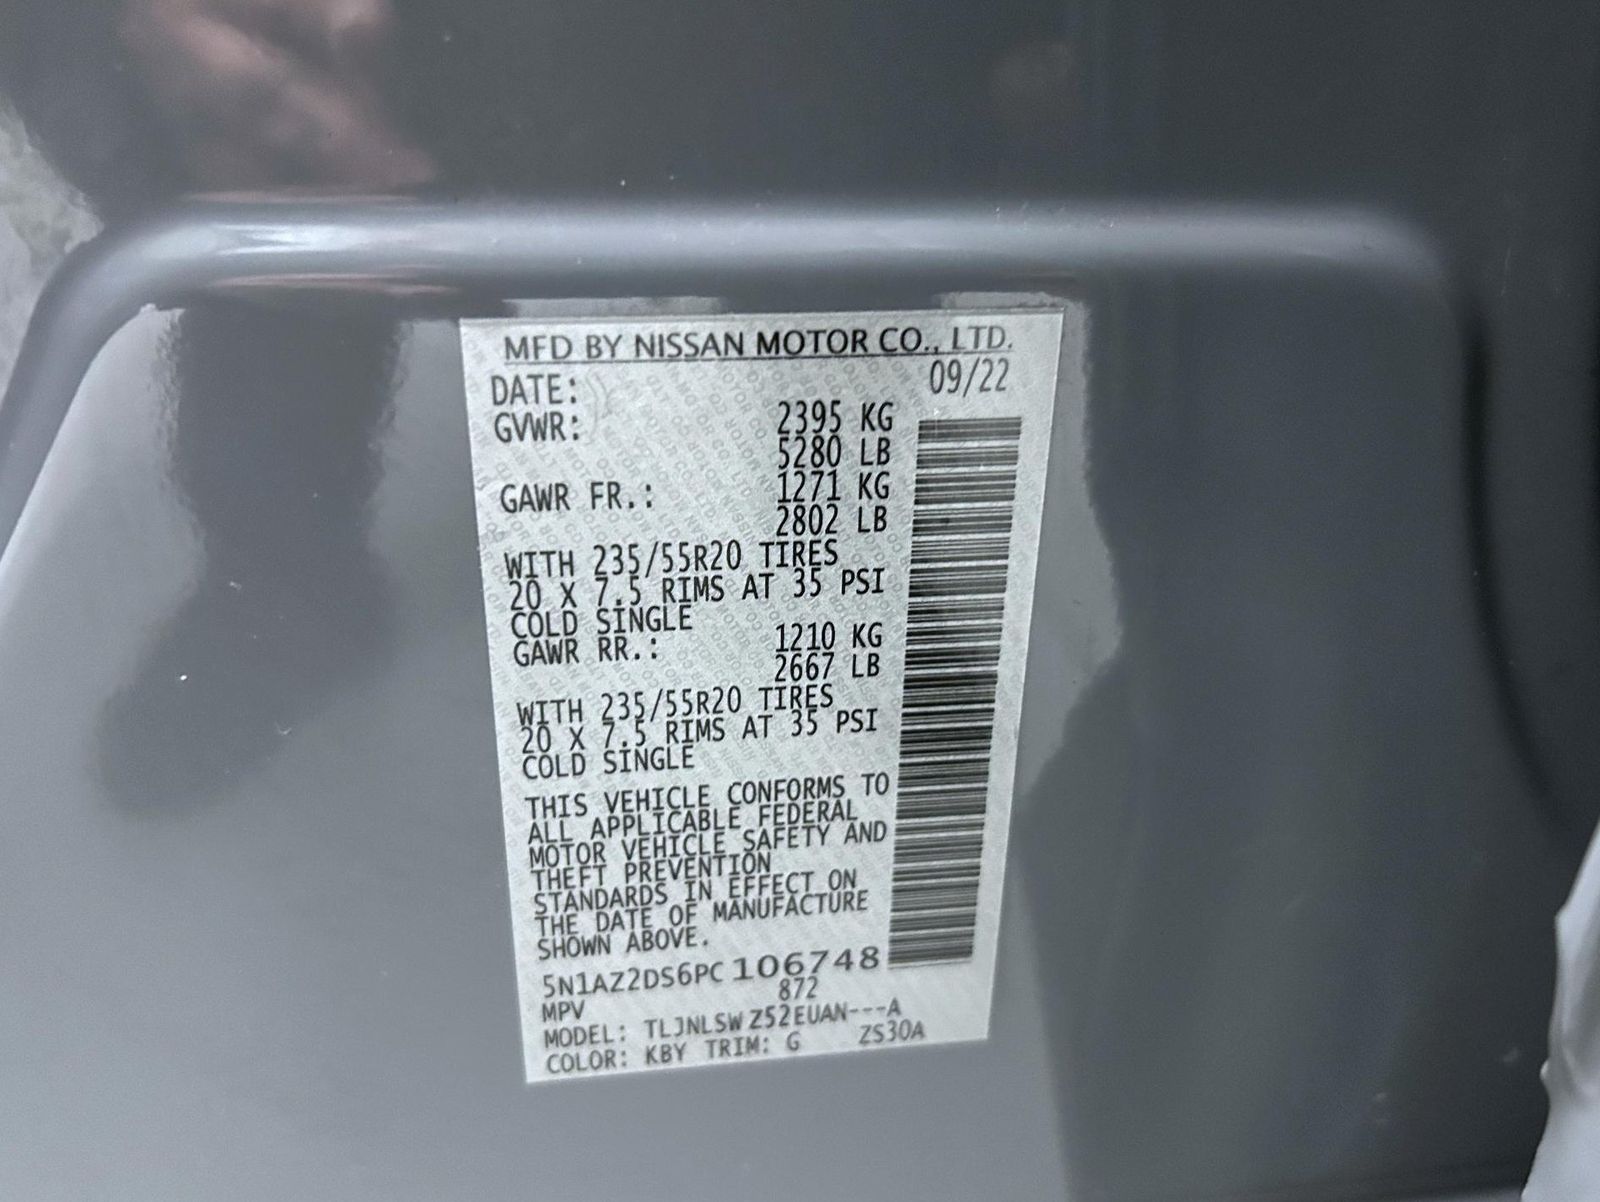 MFD BY NISSAN MOTOR CO., LTD.
DATE: 09/22
GVWR: 2395 KG
5280 LB
GAWR FR.: 1271 KG
2802 LB
WITH 235/55R20 TIRES
20 X 7.5 RIMS AT 35 PSI
COLD SINGLE
GAWR RR.: 1210 KG
2667 LB
WITH 235/55R20 TIRES
20 X 7.5 RIMS AT 35 PSI
COLD SINGLE
THIS VEHICLE CONFORMS TO
ALL APPLICABLE FEDERAL
MOTOR VEHICLE SAFETY AND
THEFT PREVENTION
STANDARDS IN EFFECT ON
THE DATE OF MANUFACTURE
SHOWN ABOVE.
5N1AZ2DS6PC106748
MPV 872
MODEL: TLJNLSWZ52EUAN---A
COLOR: KBY TRIM: G ZS30A